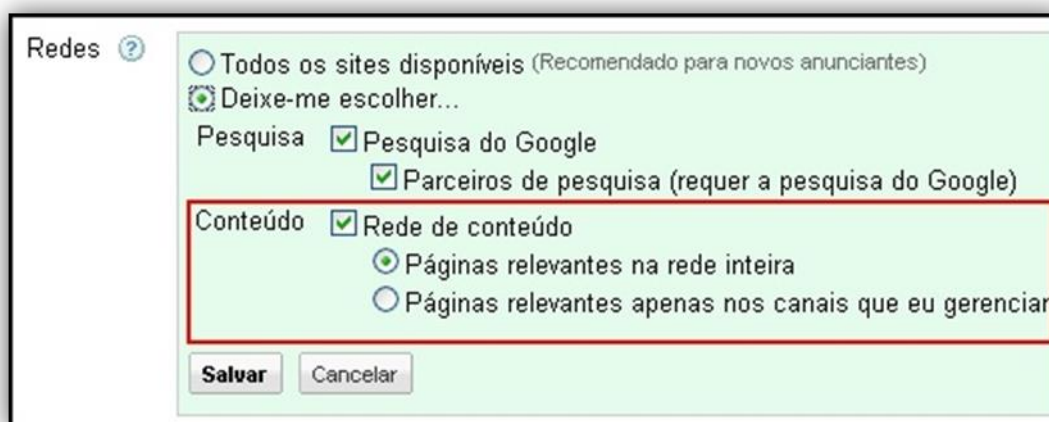 Redes ?
Todos os sites disponíveis (Recomendado para novos anunciantes)
Deixe-me escolher...
Pesquisa Pesquisa do Google
Parceiros de pesquisa (requer a pesquisa do Google)
Conteúdo Rede de conteúdo
Páginas relevantes na rede inteira
Páginas relevantes apenas nos canais que eu gerenciar
Salvar Cancelar